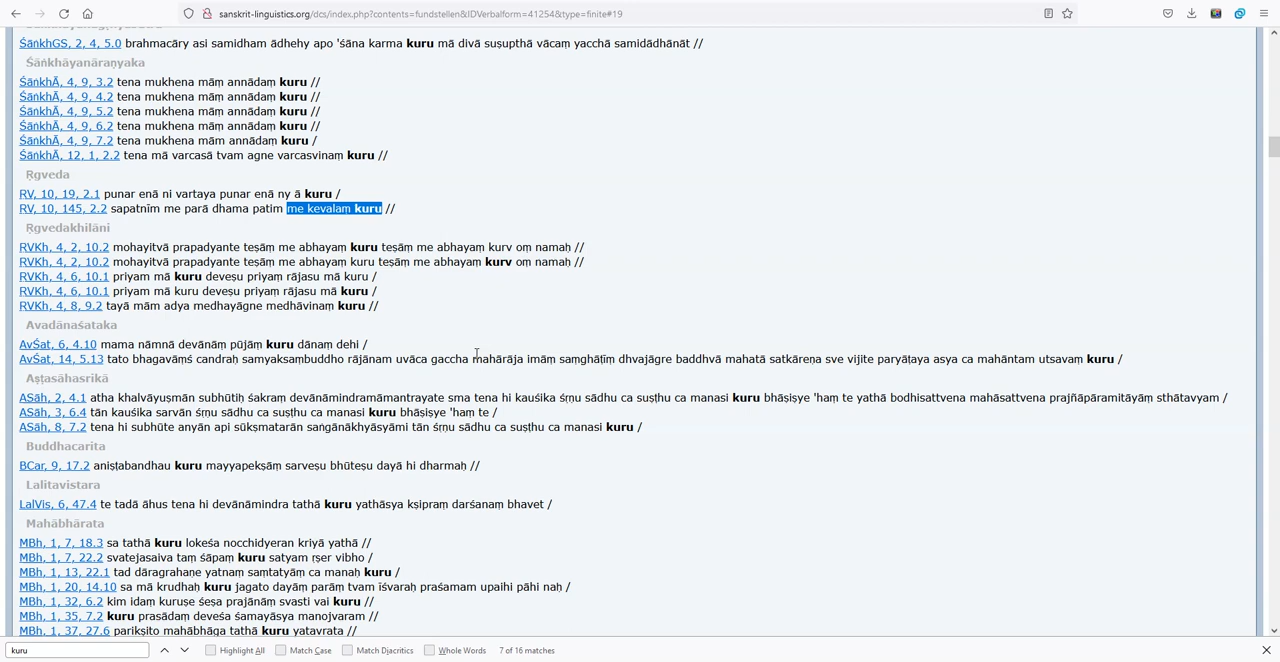 sanskrit-linguistics.org/dcs/index.php?contents=fundstellen&IDVerbalform=41254&type=finite#19
ŚāṅkhGS, 2, 4, 5.0 brahmacāry asi samidham ādhehy apo 'śāna karma kuru mā divā suṣupthā vācaṃ yacchā samidādhānāt //
Śāṅkhāyanāraṇyaka
ŚāṅkhĀ, 4, 9, 3.2 tena mukhena mām annādaṃ kuru //
ŚāṅkhĀ, 4, 9, 4.2 tena mukhena mām annādaṃ kuru //
ŚāṅkhĀ, 4, 9, 5.2 tena mukhena mām annādaṃ kuru //
ŚāṅkhĀ, 4, 9, 6.2 tena mukhena mām annādaṃ kuru //
ŚāṅkhĀ, 4, 9, 7.2 tena mukhena mām annādaṃ kuru /
ŚāṅkhĀ, 12, 1, 2.2 tena mā varcasā tvam agne varcasvinaṃ kuru //
Ṛgveda
RV, 10, 19, 2.1 punar enā ni vartaya punar enā ny ā kuru /
RV, 10, 145, 2.2 sapatnīm me parā dhama patim me kevalaṃ kuru //
Ṛgvedakhilāni
RVKh, 4, 2, 10.2 mohayitvā prapadyante teṣāṃ me abhayaṃ kuru teṣāṃ me abhayaṃ kurv oṃ namaḥ //
RVKh, 4, 2, 10.2 mohayitvā prapadyante teṣāṃ me abhayaṃ kuru teṣāṃ me abhayaṃ kurv oṃ namaḥ //
RVKh, 4, 6, 10.1 priyam mā kuru deveṣu priyaṃ rājasu mā kuru /
RVKh, 4, 6, 10.1 priyam mā kuru deveṣu priyaṃ rājasu mā kuru /
RVKh, 4, 8, 9.2 tayā mām adya medhayāgne medhāvinaṃ kuru //
Avadānaśataka
AvŚat, 6, 4.10 mama nāmnā devānāṃ pūjāṃ kuru dānaṃ dehi /
AvŚat, 14, 5.13 tato bhagavāṃś candraḥ samyaksaṃbuddho rājānam uvāca gaccha mahārāja imāṃ saṃghāṭīṃ dhvajāgre baddhvā mahatā satkāreṇa sve vijite paryāṭaya asya ca mahāntam utsavaṃ kuru /
Aṣṭasāhasrikā
ASāh, 2, 4.1 atha khalvāyuṣmān subhūtiḥ śakraṃ devānāmindramāmantrayate sma tena hi kauśika śṛṇu sādhu ca suṣṭhu ca manasi kuru bhāṣiṣye 'haṃ te yathā bodhisattvena mahāsattvena prajñāpāramitāyāṃ sthātavyam /
ASāh, 3, 6.4 tān kauśika sarvān śṛṇu sādhu ca suṣṭhu ca manasi kuru bhāṣiṣye 'haṃ te /
ASāh, 8, 7.2 tena hi subhūte anyān api sūkṣmatarān saṅgānākhyāsyāmi tān śṛṇu sādhu ca suṣṭhu ca manasi kuru /
Buddhacarita
BCar, 9, 17.2 aniṣṭabandhau kuru mayyapekṣāṃ sarveṣu bhūteṣu dayā hi dharmaḥ //
Lalitavistara
LalVis, 6, 47.4 te tadā āhus tena hi devānāmindra tathā kuru yathāsya kṣipraṃ darśanaṃ bhavet /
Mahābhārata
MBh, 1, 7, 18.3 sa tathā kuru lokeśa nocchidyeran kriyā yathā //
MBh, 1, 7, 22.2 svatejasaiva taṃ śāpaṃ kuru satyam ṛṣer vibho /
MBh, 1, 13, 22.1 tad dāragrahaṇe yatnaṃ saṃtatyāṃ ca manaḥ kuru /
MBh, 1, 20, 14.10 sa mā krudhaḥ kuru jagato dayāṃ parāṃ tvam īśvaraḥ praśamam upaihi pāhi naḥ /
MBh, 1, 32, 6.2 kim idaṃ kuruṣe śeṣa prajānāṃ svasti vai kuru //
MBh, 1, 35, 7.2 kuru prasādaṃ deveśa śamayāsya manojvaram //
MBh, 1, 37, 27.6 parikṣito mahābhāga tathā kuru yatavrata //
kuru Highlight All Match Case Match Diacritics Whole Words 7 of 16 matches